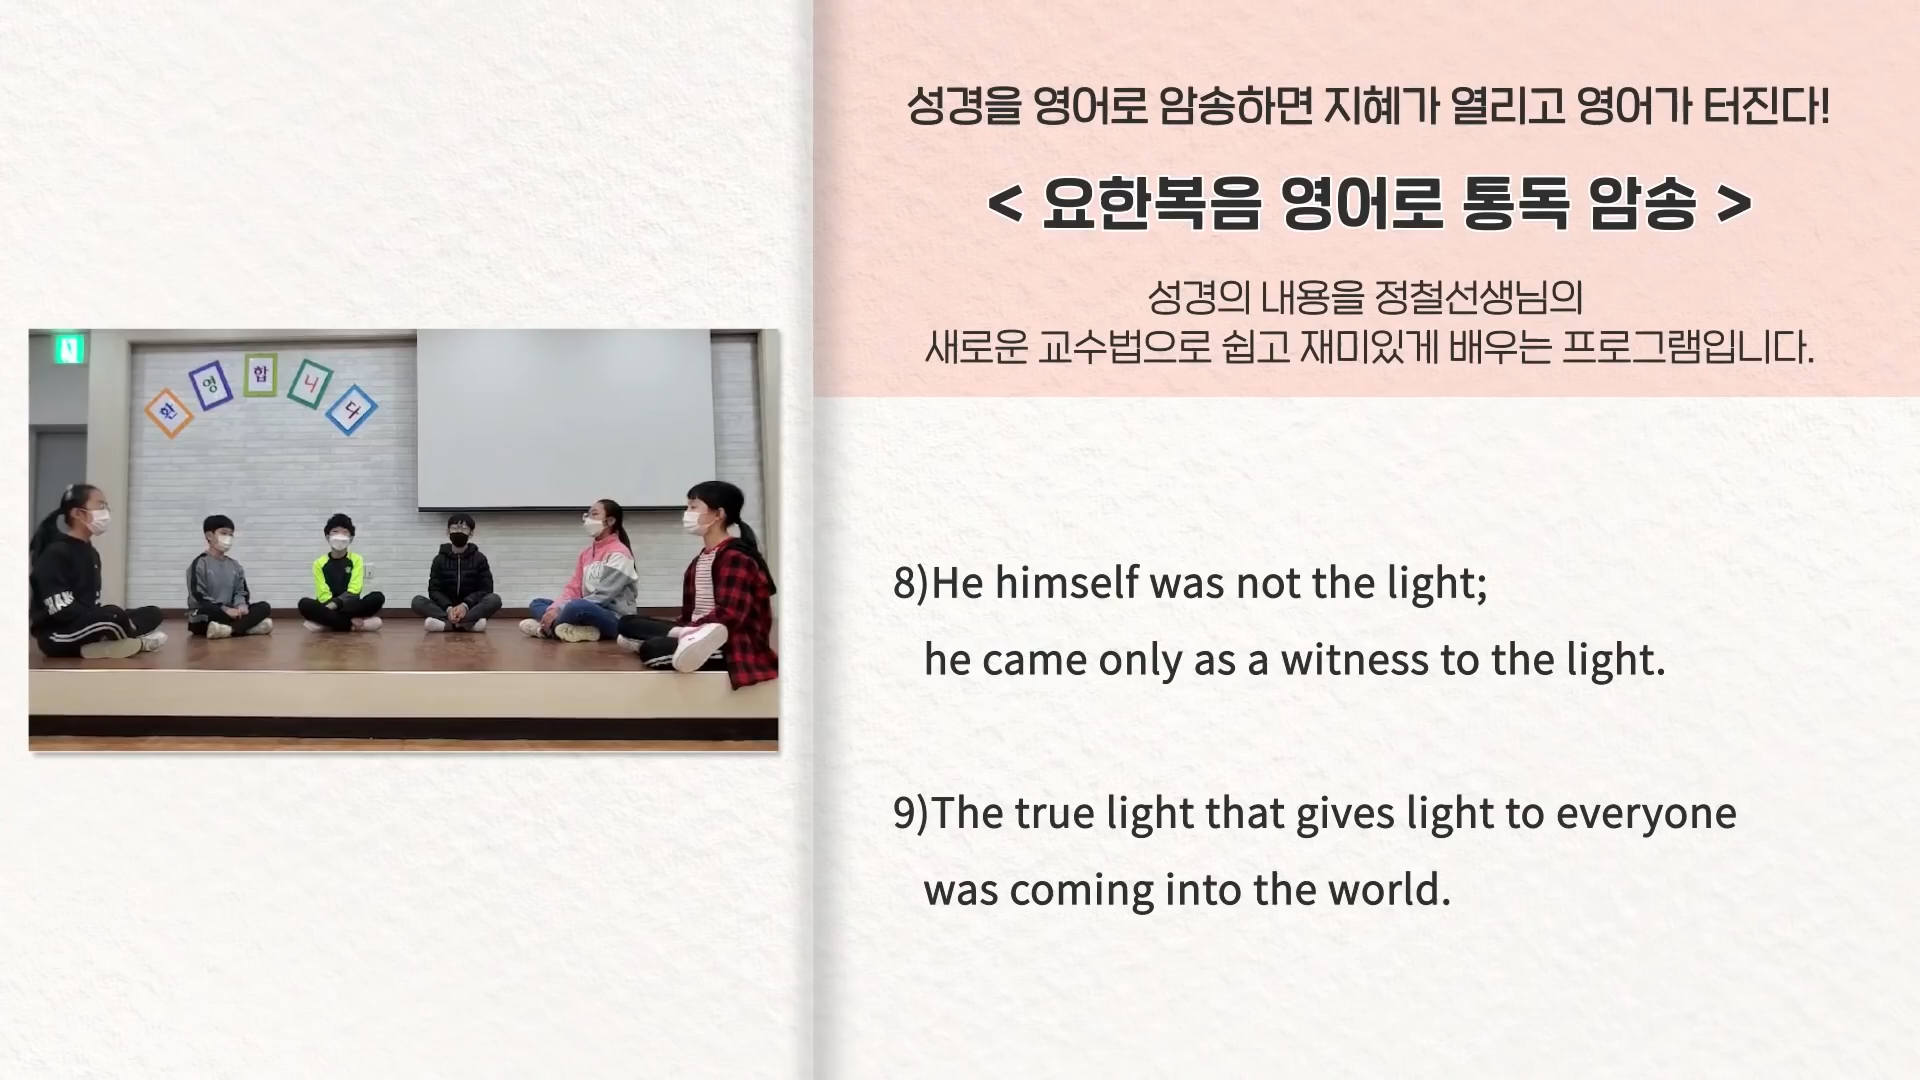 성경을 영어로 암송하면 지혜가 열리고 영어가 터진다!
< 요한복음 영어로 통독 암송 >
성경의 내용을 정철선생님의
새로운 교수법으로 쉽고 재미있게 배우는 프로그램입니다.
환영합니다
8)He himself was not the light;
he came only as a witness to the light.
9)The true light that gives light to everyone
was coming into the world.